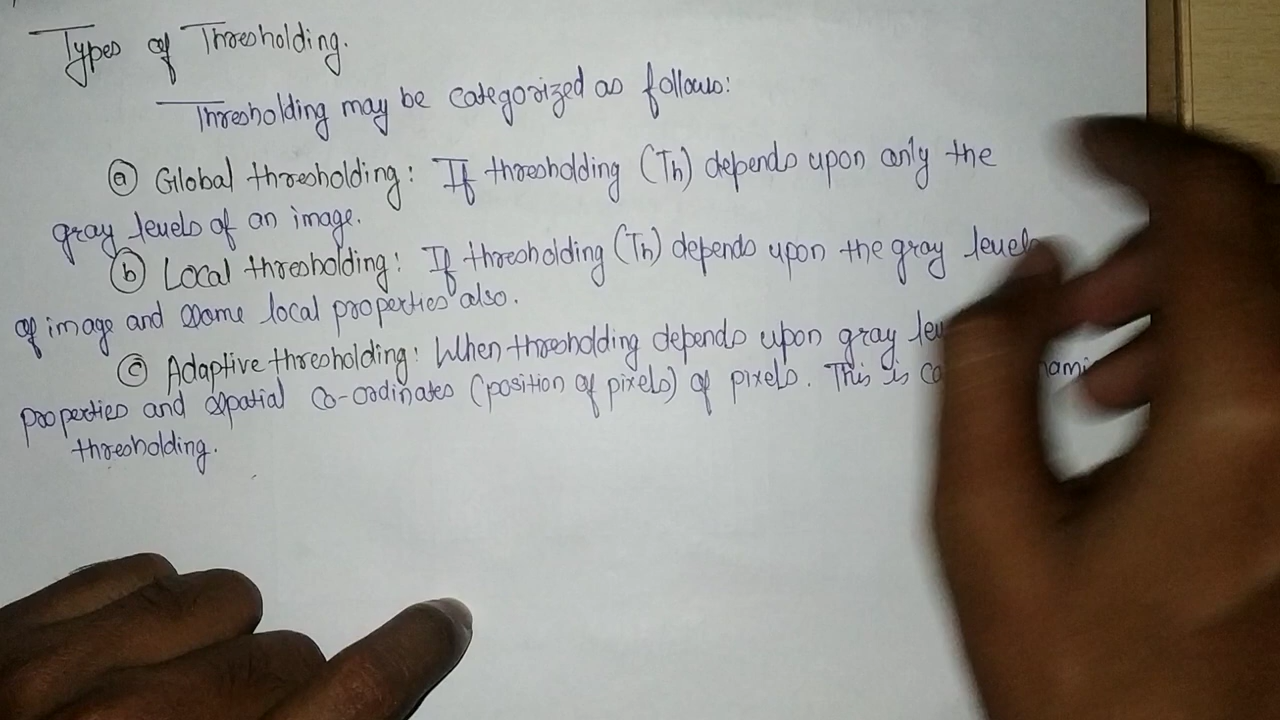 Types of Thresholding.
Thresholding may be categorized as follows:
(a) Global thresholding: If thresholding (Th) depends upon only the
gray levels of an image.
(b) Local thresholding: If thresholding (Th) depends upon the gray levels
of image and some local properties also.
(c) Adaptive thresholding: When thresholding depends upon gray
properties and spatial co-ordinates (position of pixels) of pixels. This is
thresholding.